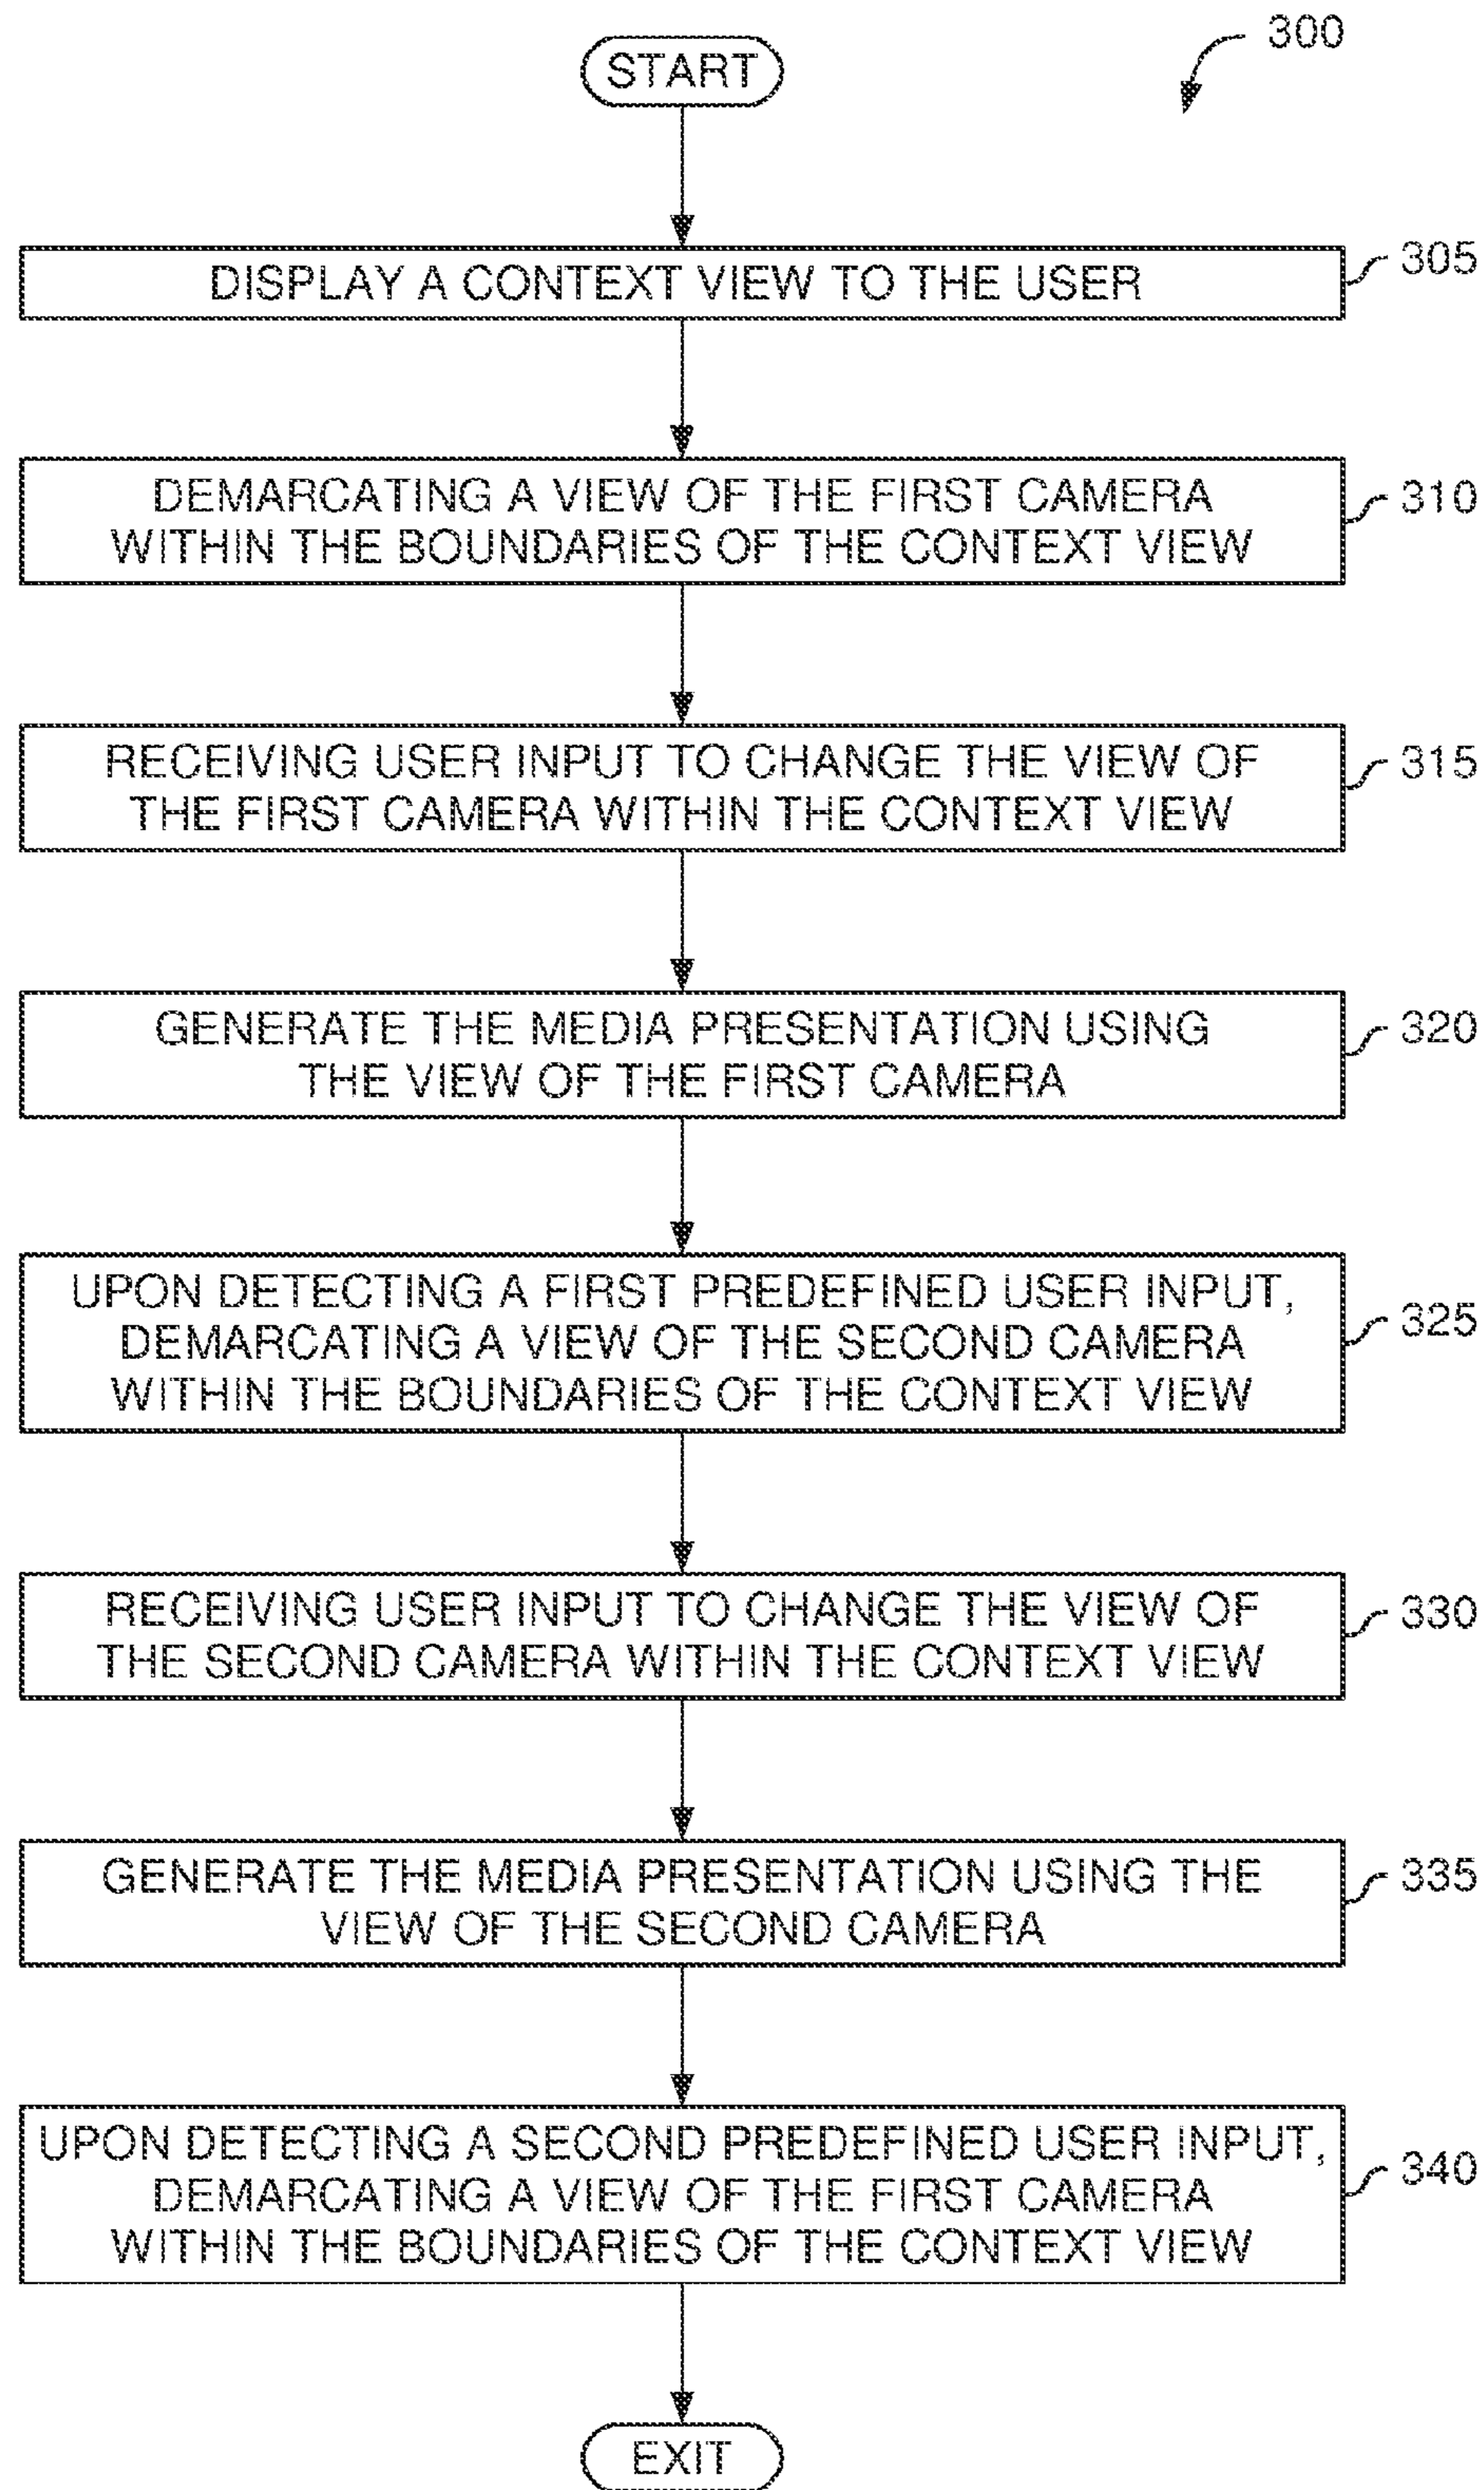 300
START
DISPLAY A CONTEXT VIEW TO THE USER
305
DEMARCATING A VIEW OF THE FIRST CAMERA
WITHIN THE BOUNDARIES OF THE CONTEXT VIEW
310
RECEIVING USER INPUT TO CHANGE THE VIEW OF
THE FIRST CAMERA WITHIN THE CONTEXT VIEW
315
GENERATE THE MEDIA PRESENTATION USING
THE VIEW OF THE FIRST CAMERA
320
UPON DETECTING A FIRST PREDEFINED USER INPUT,
DEMARCATING A VIEW OF THE SECOND CAMERA
WITHIN THE BOUNDARIES OF THE CONTEXT VIEW
325
RECEIVING USER INPUT TO CHANGE THE VIEW OF
THE SECOND CAMERA WITHIN THE CONTEXT VIEW
330
GENERATE THE MEDIA PRESENTATION USING THE
VIEW OF THE SECOND CAMERA
335
UPON DETECTING A SECOND PREDEFINED USER INPUT,
DEMARCATING A VIEW OF THE FIRST CAMERA
WITHIN THE BOUNDARIES OF THE CONTEXT VIEW
340
EXIT